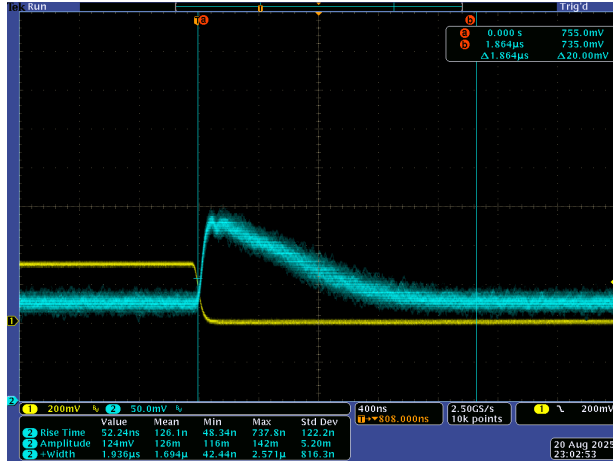 Tek Run Trig'd
T a b
a 0.000 s 755.0mV
b 1.864µs 735.0mV
Δ1.864µs Δ20.00mV
1
2
1 200mV 2 50.0mV
400ns 2.50GS/s 1 200mV
T→▼808.000ns 10k points
Value Mean Min Max Std Dev
2 Rise Time 52.24ns 126.1n 48.34n 737.8n 122.2n
2 Amplitude 124mV 126m 116m 142m 5.20m
2 +Width 1.936µs 1.694µ 42.44n 2.571µ 816.3n
20 Aug 2025
23:02:53